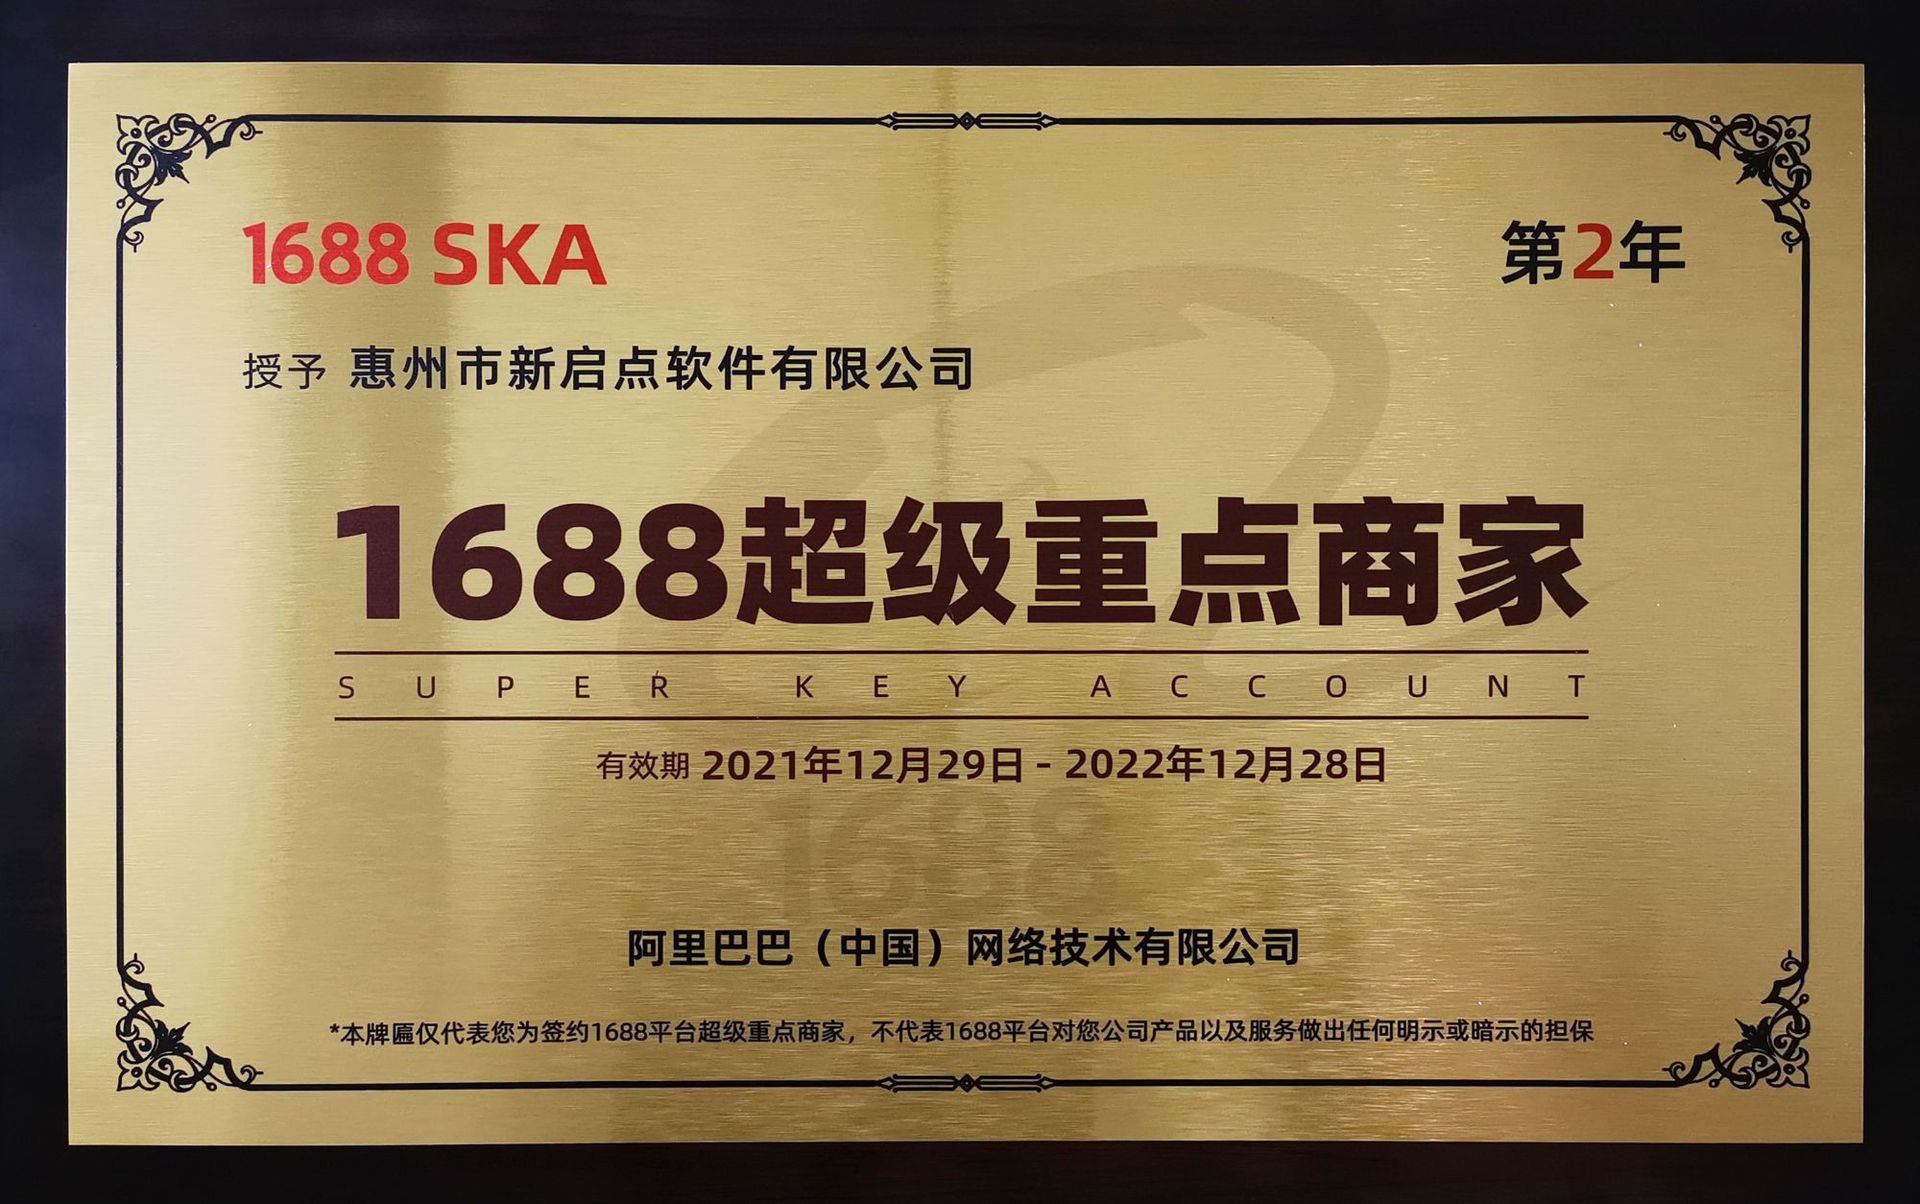 1688 SKA
第2年
授予 惠州市新启点软件有限公司
1688超级重点商家
SUPER KEY ACCOUNT
有效期 2021年12月29日 - 2022年12月28日
1688
阿里巴巴（中国）网络技术有限公司
*本牌匾仅代表您为签约1688平台超级重点商家，不代表1688平台对您公司产品以及服务做出任何明示或暗示的担保